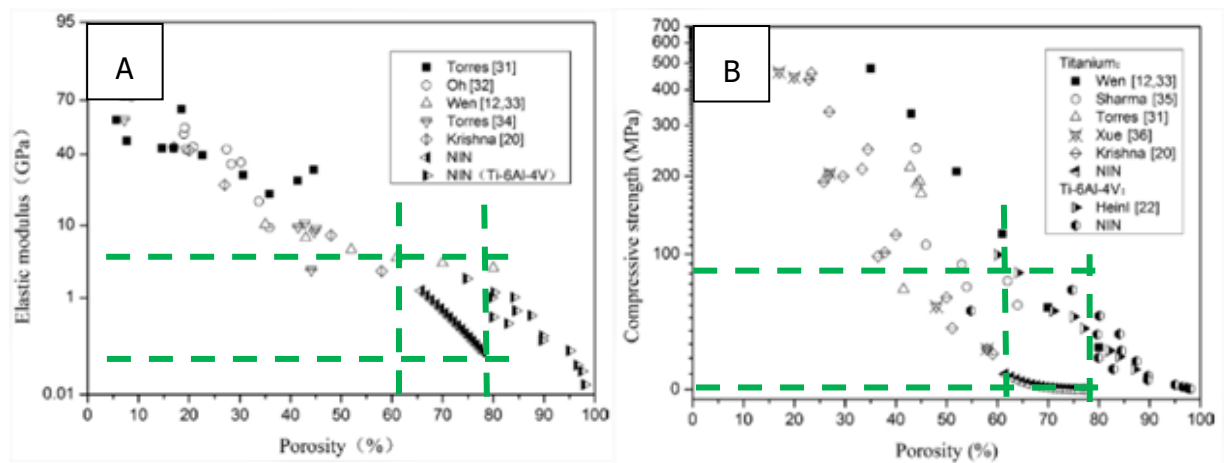 A
95
70
40
10
1
0.01
Elastic modulus（GPa）
Torres [31]
Oh [32]
Wen [12,33]
Torres [34]
Krishna [20]
NIN
NIN（Ti-6Al-4V）
0 10 20 30 40 50 60 70 80 90 100
Porosity（%）
B
700
600
500
400
300
200
100
0
Compressive strength (MPa)
Titanium：
Wen [12,33]
Sharma [35]
Torres [31]
Xue [36]
Krishna [20]
NIN
Ti-6Al-4V：
Heinl [22]
NIN
0 10 20 30 40 50 60 70 80 90 100
Porosity (%)